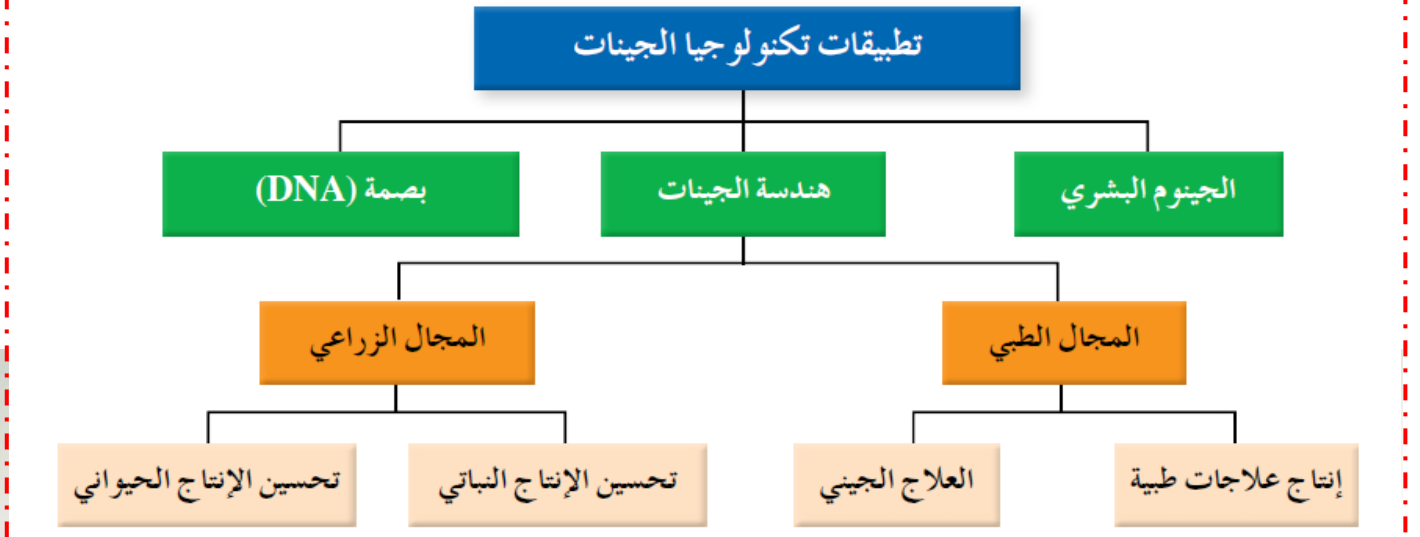 تطبيقات تكنولوجيا الجينات
الجينوم البشري
هندسة الجينات
بصمة (DNA)
المجال الطبي
المجال الزراعي
إنتاج علاجات طبية
العلاج الجيني
تحسين الإنتاج النباتي
تحسين الإنتاج الحيواني